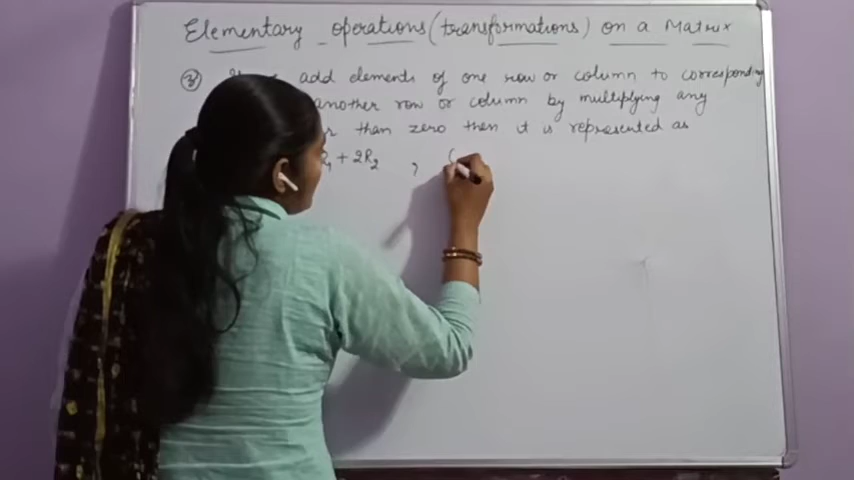 Elementary operations (transformations) on a Matrix
③ add elements of one row or column to corresponding
another row or column by multiplying any
than zero then it is represented as
R₁ + 2R₂ ,